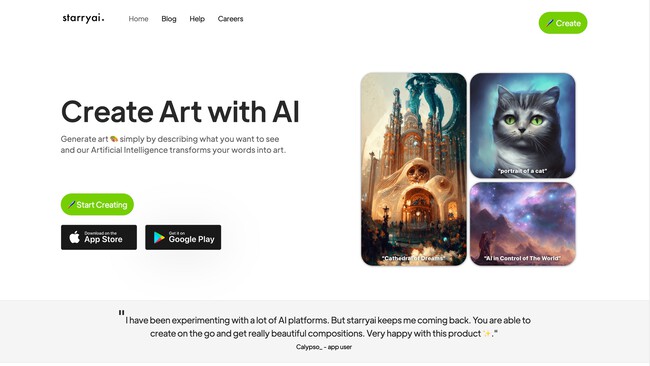 starryai.
Home Blog Help Careers
Create
Create Art with AI
Generate art 🎨 simply by describing what you want to see
and our Artificial Intelligence transforms your words into art.
Start Creating
Download on the
App Store
Get it on
Google Play
"Cathedral of Dreams"
"portrait of a cat"
"AI in Control of The World"
"I have been experimenting with a lot of AI platforms. But starryai keeps me coming back. You are able to
create on the go and get really beautiful compositions. Very happy with this product ✨."
Calypso_ - app user